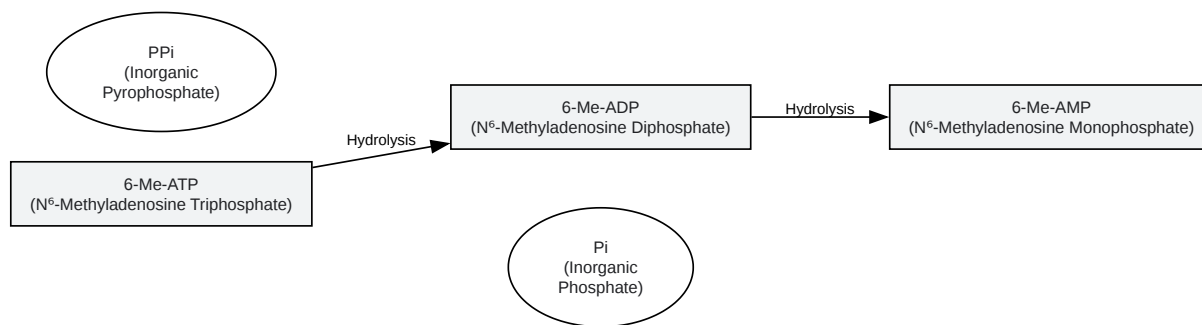 PPi
(Inorganic
Pyrophosphate)
6-Me-ADP
(N⁶-Methyladenosine Diphosphate)
Hydrolysis
6-Me-AMP
(N⁶-Methyladenosine Monophosphate)
Hydrolysis
6-Me-ATP
(N⁶-Methyladenosine Triphosphate)
Pi
(Inorganic
Phosphate)